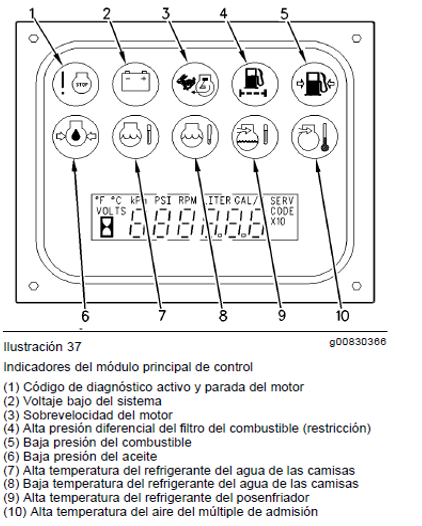 1 2 3 4 5
STOP
°F °C kPa PSI RPM LITER GAL/ SERV
VOLTS CODE
X10
6 7 8 9 10
Ilustración 37 g00830366
Indicadores del módulo principal de control
(1) Código de diagnóstico activo y parada del motor
(2) Voltaje bajo del sistema
(3) Sobrevelocidad del motor
(4) Alta presión diferencial del filtro del combustible (restricción)
(5) Baja presión del combustible
(6) Baja presión del aceite
(7) Alta temperatura del refrigerante del agua de las camisas
(8) Baja temperatura del refrigerante del agua de las camisas
(9) Alta temperatura del refrigerante del posenfriador
(10) Alta temperatura del aire del múltiple de admisión